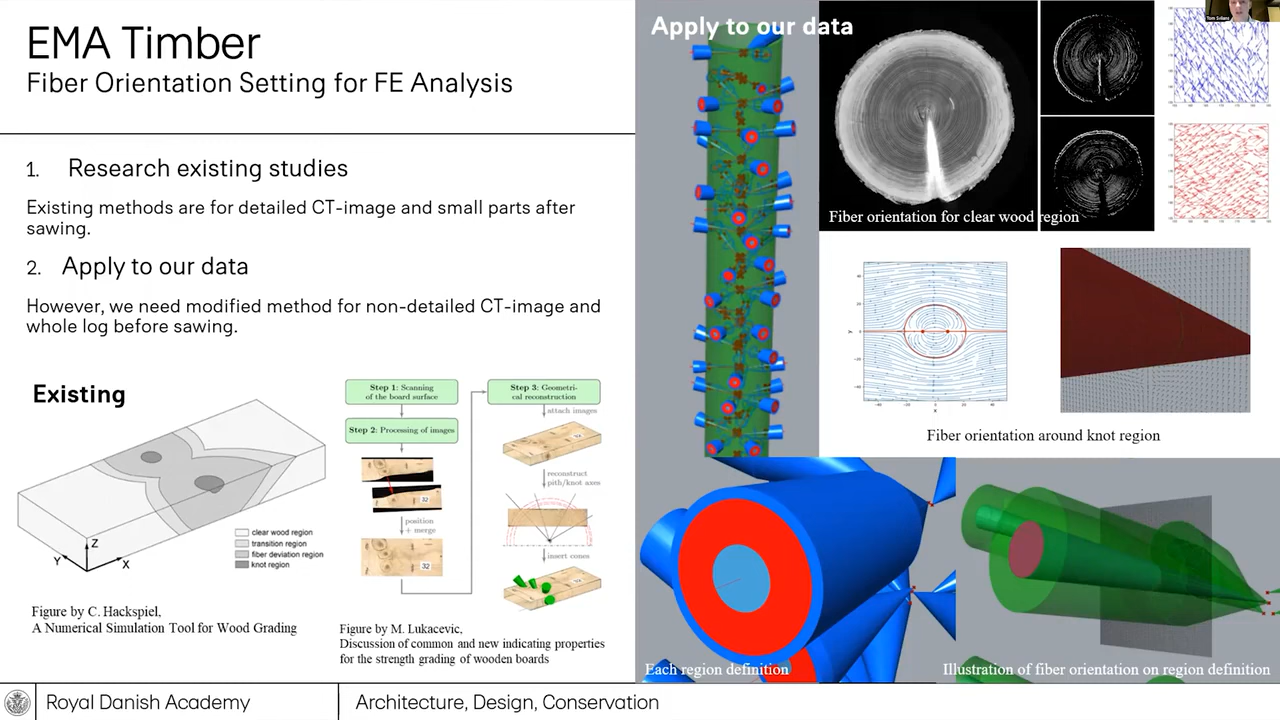 EMA Timber
Fiber Orientation Setting for FE Analysis
1. Research existing studies
Existing methods are for detailed CT-image and small parts after
sawing.
2. Apply to our data
However, we need modified method for non-detailed CT-image and
whole log before sawing.
Existing
clear wood region
transition region
fiber deviation region
knot region
Z
Y
X
Figure by C. Hackspiel,
A Numerical Simulation Tool for Wood Grading
Step 1: Scanning
of the board surface
Step 2: Processing of images
32
position
+ merge
32
Step 3: Geometri-
cal reconstruction
attach images
32
reconstruct
pith/knot axes
insert cones
Figure by M. Lukacevic,
Discussion of common and new indicating properties
for the strength grading of wooden boards
Apply to our data
Tom Svilans
Fiber orientation for clear wood region
Fiber orientation around knot region
Each region definition
Illustration of fiber orientation on region definition
Royal Danish Academy
Architecture, Design, Conservation